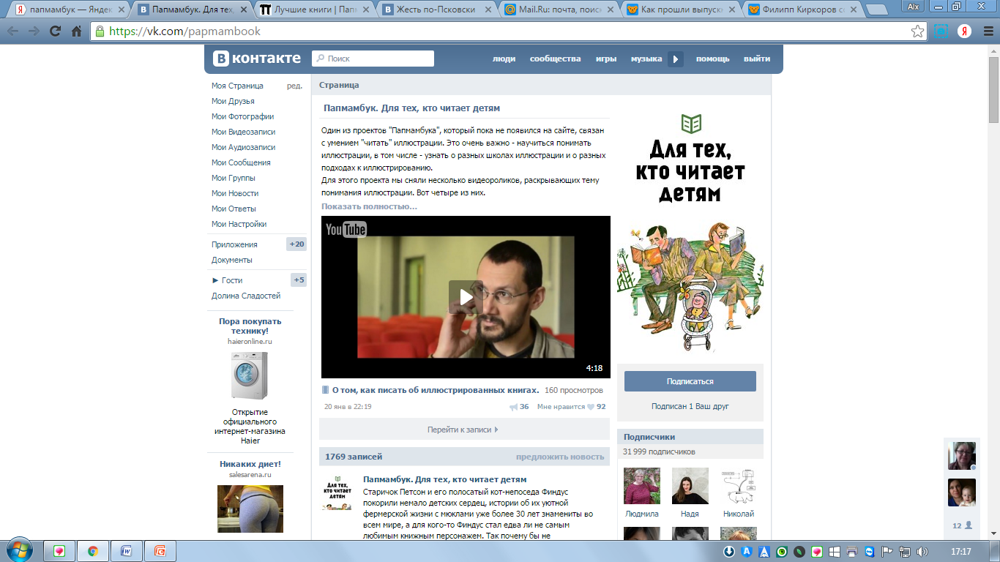 папмамбук — Яндек
Папмамбук. Для тех,
Лучшие книги | Папм
Жесть по-Псковски
Mail.Ru: почта, поиск
Как прошли выпускн
Филипп Киркоров се
Alx
https://vk.com/papmambook
В контакте
Поиск
люди
сообщества
игры
музыка
помощь
выйти
Моя Страница
ред.
Мои Друзья
Мои Фотографии
Мои Видеозаписи
Мои Аудиозаписи
Мои Сообщения
Мои Группы
Мои Новости
Мои Ответы
Мои Настройки
Приложения
+20
Документы
Гости
+5
Долина Сладостей
Пора покупать
технику!
haieronline.ru
Открытие
официального
интернет-магазина
Haier
Никаких диет!
salesarena.ru
Страница
Папмамбук. Для тех, кто читает детям
Один из проектов "Папмамбука", который пока не появился на сайте, связан
с умением "читать" иллюстрации. Это очень важно - научиться понимать
иллюстрации, в том числе - узнать о разных школах иллюстрации и о разных
подходах к иллюстрированию.
Для этого проекта мы сняли несколько видеороликов, раскрывающих тему
понимания иллюстрации. Вот четыре из них.
Показать полностью...
YouTube
4:18
О том, как писать об иллюстрированных книгах.
160 просмотров
20 янв в 22:19
36
Мне нравится
92
Перейти к записи
1769 записей
предложить новость
Для тех,
кто читает
детям
Папмамбук. Для тех, кто читает детям
Старичок Петсон и его полосатый кот-непоседа Финдус
покорили немало детских сердец, истории об их уютной
фермерской жизни с мюклами уже более 30 лет знамениты во
всем мире, а для кого-то Финдус стал едва ли не самым
любимым книжным персонажем. Так почему бы не
Для тех,
кто читает
детям
Подписаться
Подписан 1 Ваш друг
Подписчики
31 999 подписчиков
Людмила
Надя
Николай
12
17:17